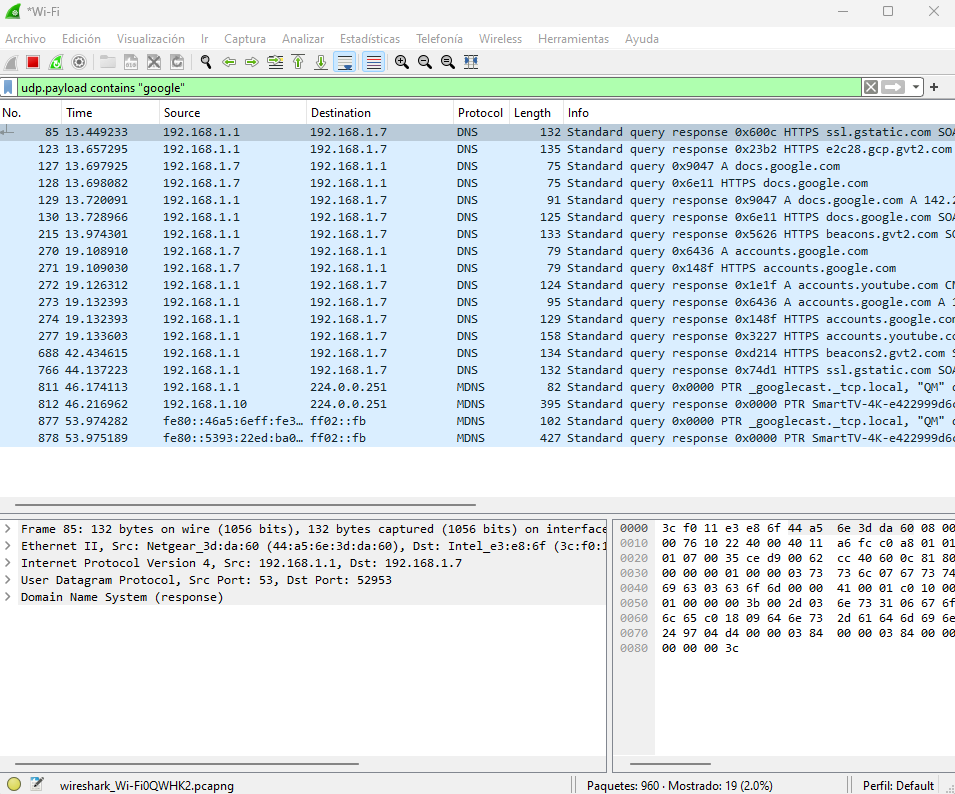 *Wi-Fi
Archivo Edición Visualización Ir Captura Analizar Estadísticas Telefonía Wireless Herramientas Ayuda
udp.payload contains "google"
No. Time Source Destination Protocol Length Info
85 13.449233 192.168.1.1 192.168.1.7 DNS 132 Standard query response 0x600c HTTPS ssl.gstatic.com SOA
123 13.657295 192.168.1.1 192.168.1.7 DNS 135 Standard query response 0x23b2 HTTPS e2c28.gcp.gvt2.com
127 13.697925 192.168.1.7 192.168.1.1 DNS 75 Standard query 0x9047 A docs.google.com
128 13.698082 192.168.1.7 192.168.1.1 DNS 75 Standard query 0x6e11 HTTPS docs.google.com
129 13.720091 192.168.1.1 192.168.1.7 DNS 91 Standard query response 0x9047 A docs.google.com A 142.2
130 13.728966 192.168.1.1 192.168.1.7 DNS 125 Standard query response 0x6e11 HTTPS docs.google.com SOA
215 13.974301 192.168.1.1 192.168.1.7 DNS 133 Standard query response 0x5626 HTTPS beacons.gvt2.com SO
270 19.108910 192.168.1.7 192.168.1.1 DNS 79 Standard query 0x6436 A accounts.google.com
271 19.109030 192.168.1.7 192.168.1.1 DNS 79 Standard query 0x148f HTTPS accounts.google.com
272 19.126312 192.168.1.1 192.168.1.7 DNS 124 Standard query response 0x1e1f A accounts.youtube.com CN
273 19.132393 192.168.1.1 192.168.1.7 DNS 95 Standard query response 0x6436 A accounts.google.com A 1
274 19.132393 192.168.1.1 192.168.1.7 DNS 129 Standard query response 0x148f HTTPS accounts.google.com
277 19.133603 192.168.1.1 192.168.1.7 DNS 158 Standard query response 0x3227 HTTPS accounts.youtube.co
688 42.434615 192.168.1.1 192.168.1.7 DNS 134 Standard query response 0xd214 HTTPS beacons2.gvt2.com S
766 44.137223 192.168.1.1 192.168.1.7 DNS 132 Standard query response 0x74d1 HTTPS ssl.gstatic.com SOA
811 46.174113 192.168.1.1 224.0.0.251 MDNS 82 Standard query 0x0000 PTR _googlecast._tcp.local, "QM" q
812 46.216962 192.168.1.10 224.0.0.251 MDNS 395 Standard query response 0x0000 PTR SmartTV-4K-e422999d6c
877 53.974282 fe80::46a5:6eff:fe3… ff02::fb MDNS 102 Standard query 0x0000 PTR _googlecast._tcp.local, "QM" q
878 53.975189 fe80::5393:22ed:ba0… ff02::fb MDNS 427 Standard query response 0x0000 PTR SmartTV-4K-e422999d6c
Frame 85: 132 bytes on wire (1056 bits), 132 bytes captured (1056 bits) on interface
Ethernet II, Src: Netgear_3d:da:60 (44:a5:6e:3d:da:60), Dst: Intel_e3:e8:6f (3c:f0:1
Internet Protocol Version 4, Src: 192.168.1.1, Dst: 192.168.1.7
User Datagram Protocol, Src Port: 53, Dst Port: 52953
Domain Name System (response)
0000 3c f0 11 e3 e8 6f 44 a5 6e 3d da 60 08 00
0010 00 76 10 22 40 00 40 11 a6 fc c0 a8 01 01
0020 01 07 00 35 ce d9 00 62 cc 40 60 0c 81 80
0030 00 00 00 01 00 00 03 73 73 6c 07 67 73 74
0040 69 63 03 63 6f 6d 00 00 41 00 01 c0 10 00
0050 01 00 00 00 3b 00 2d 03 6e 73 31 06 67 6f
0060 6c 65 c0 18 09 64 6e 73 2d 61 64 6d 69 6e
0070 24 97 04 d4 00 00 03 84 00 00 03 84 00 00
0080 00 00 00 3c
wireshark_Wi-Fi0QWHK2.pcapng Paquetes: 960 · Mostrado: 19 (2.0%) Perfil: Default